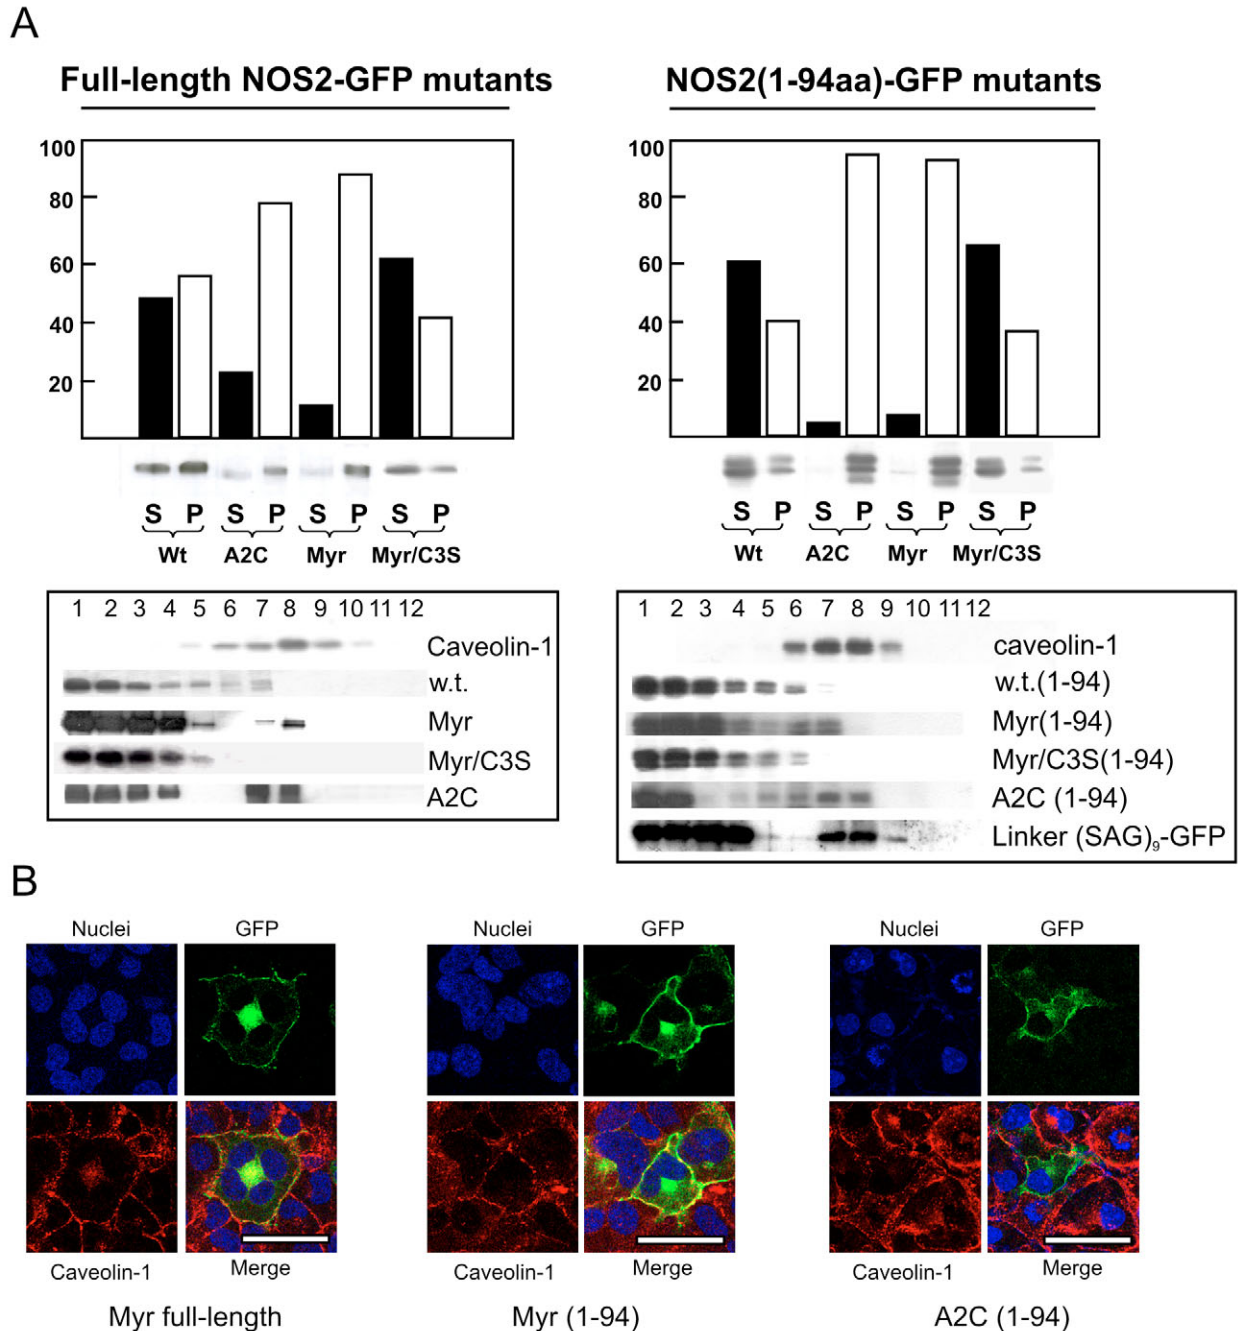 A
Full-length NOS2-GFP mutants
100
80
60
40
20
S P S P S P S P
Wt A2C Myr Myr/C3S
1 2 3 4 5 6 7 8 9 10 11 12
Caveolin-1
w.t.
Myr
Myr/C3S
A2C
NOS2(1-94aa)-GFP mutants
100
80
60
40
20
S P S P S P S P
Wt A2C Myr Myr/C3S
1 2 3 4 5 6 7 8 9 10 11 12
caveolin-1
w.t.(1-94)
Myr(1-94)
Myr/C3S(1-94)
A2C (1-94)
Linker (SAG)₉-GFP
B
Nuclei GFP
Caveolin-1 Merge
Myr full-length
Nuclei GFP
Caveolin-1 Merge
Myr (1-94)
Nuclei GFP
Caveolin-1 Merge
A2C (1-94)